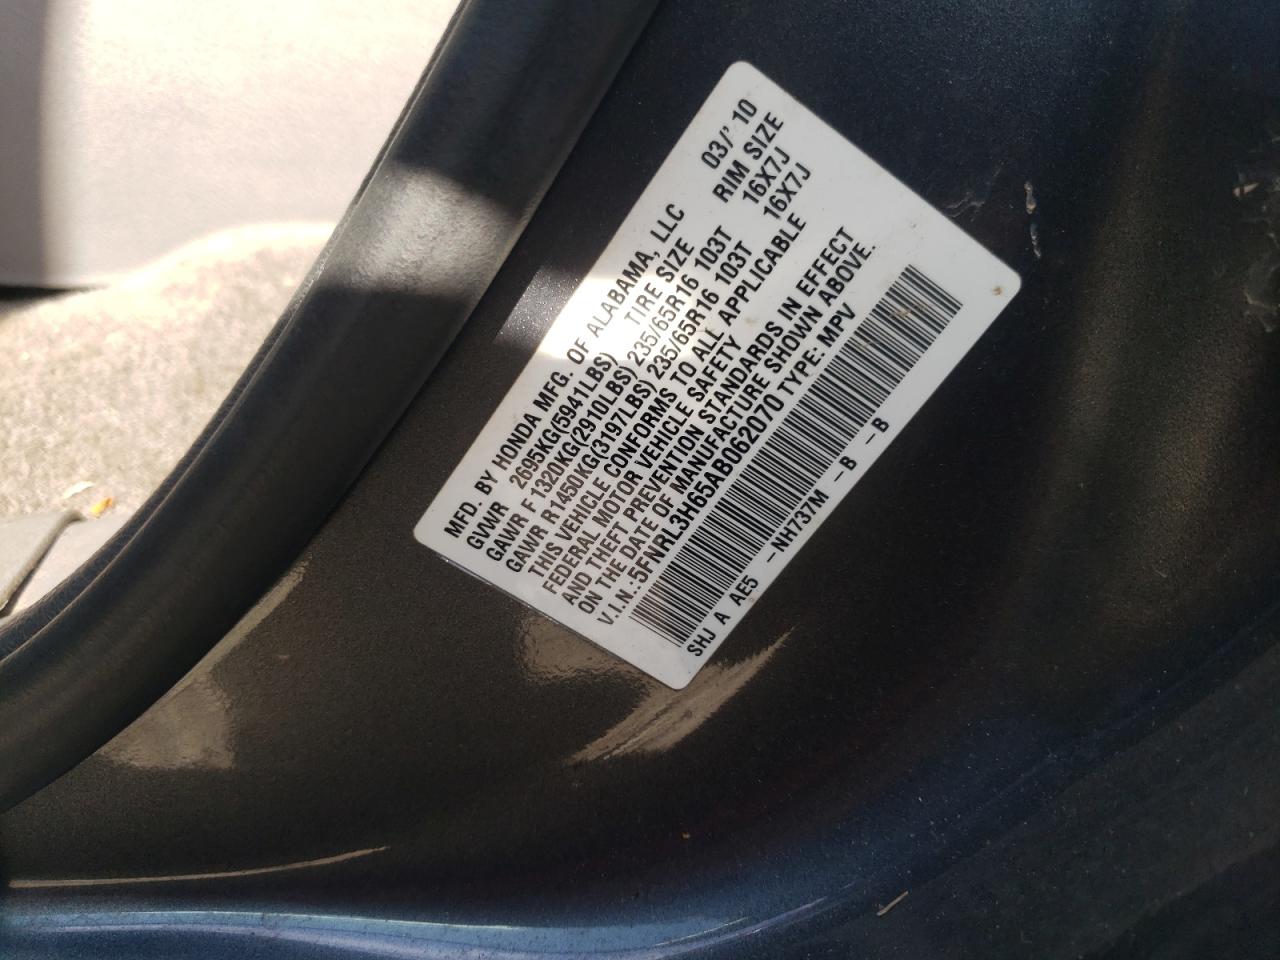 MFD. BY HONDA MFG. OF ALABAMA, LLC 03/'10
GVWR 2695KG(5941LBS) TIRE SIZE RIM SIZE
GAWR F 1320KG(2910LBS) 235/65R16 103T 16X7J
GAWR R 1450KG(3197LBS) 235/65R16 103T 16X7J
THIS VEHICLE CONFORMS TO ALL APPLICABLE
FEDERAL MOTOR VEHICLE SAFETY
AND THEFT PREVENTION STANDARDS IN EFFECT
ON THE DATE OF MANUFACTURE SHOWN ABOVE.
V.I.N.:5FNRL3H65AB062070 TYPE: MPV
SHJ A AE5 -NH737M -B -B